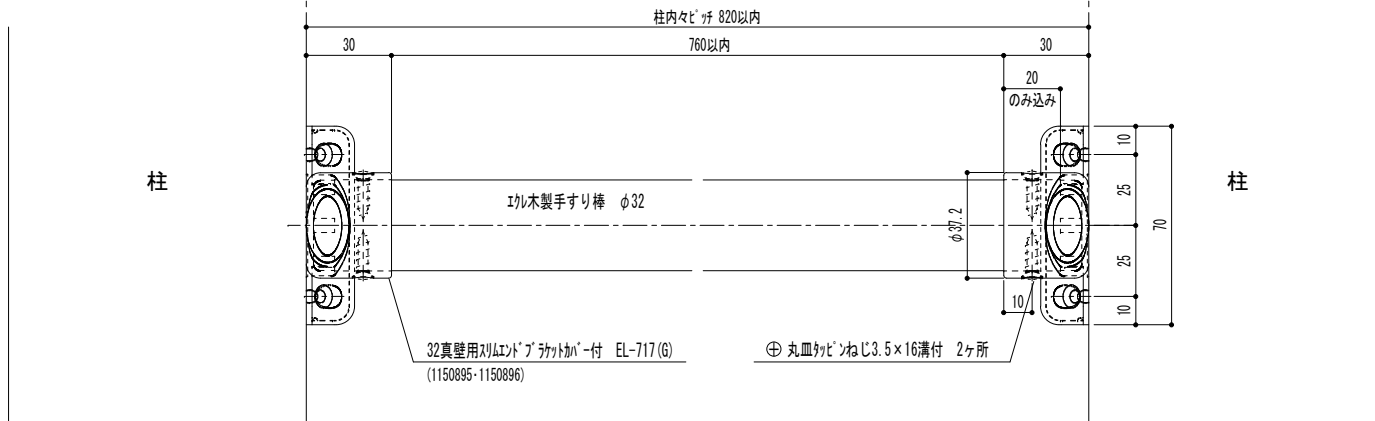 柱内々ﾋﾟｯﾁ 820以内
30
760以内
30
20
のみ込み
10
柱
柱
ｴｸﾚ木製手すり棒 φ32
25
φ37.2
70
25
10
10
32真壁用ｽﾘﾑｴﾝﾄﾞﾌﾞﾗｹｯﾄｶﾊﾞｰ付 EL-717(G)
(1150895･1150896)
⊕ 丸皿ﾀｯﾋﾟﾝねじ3.5×16溝付 2ヶ所